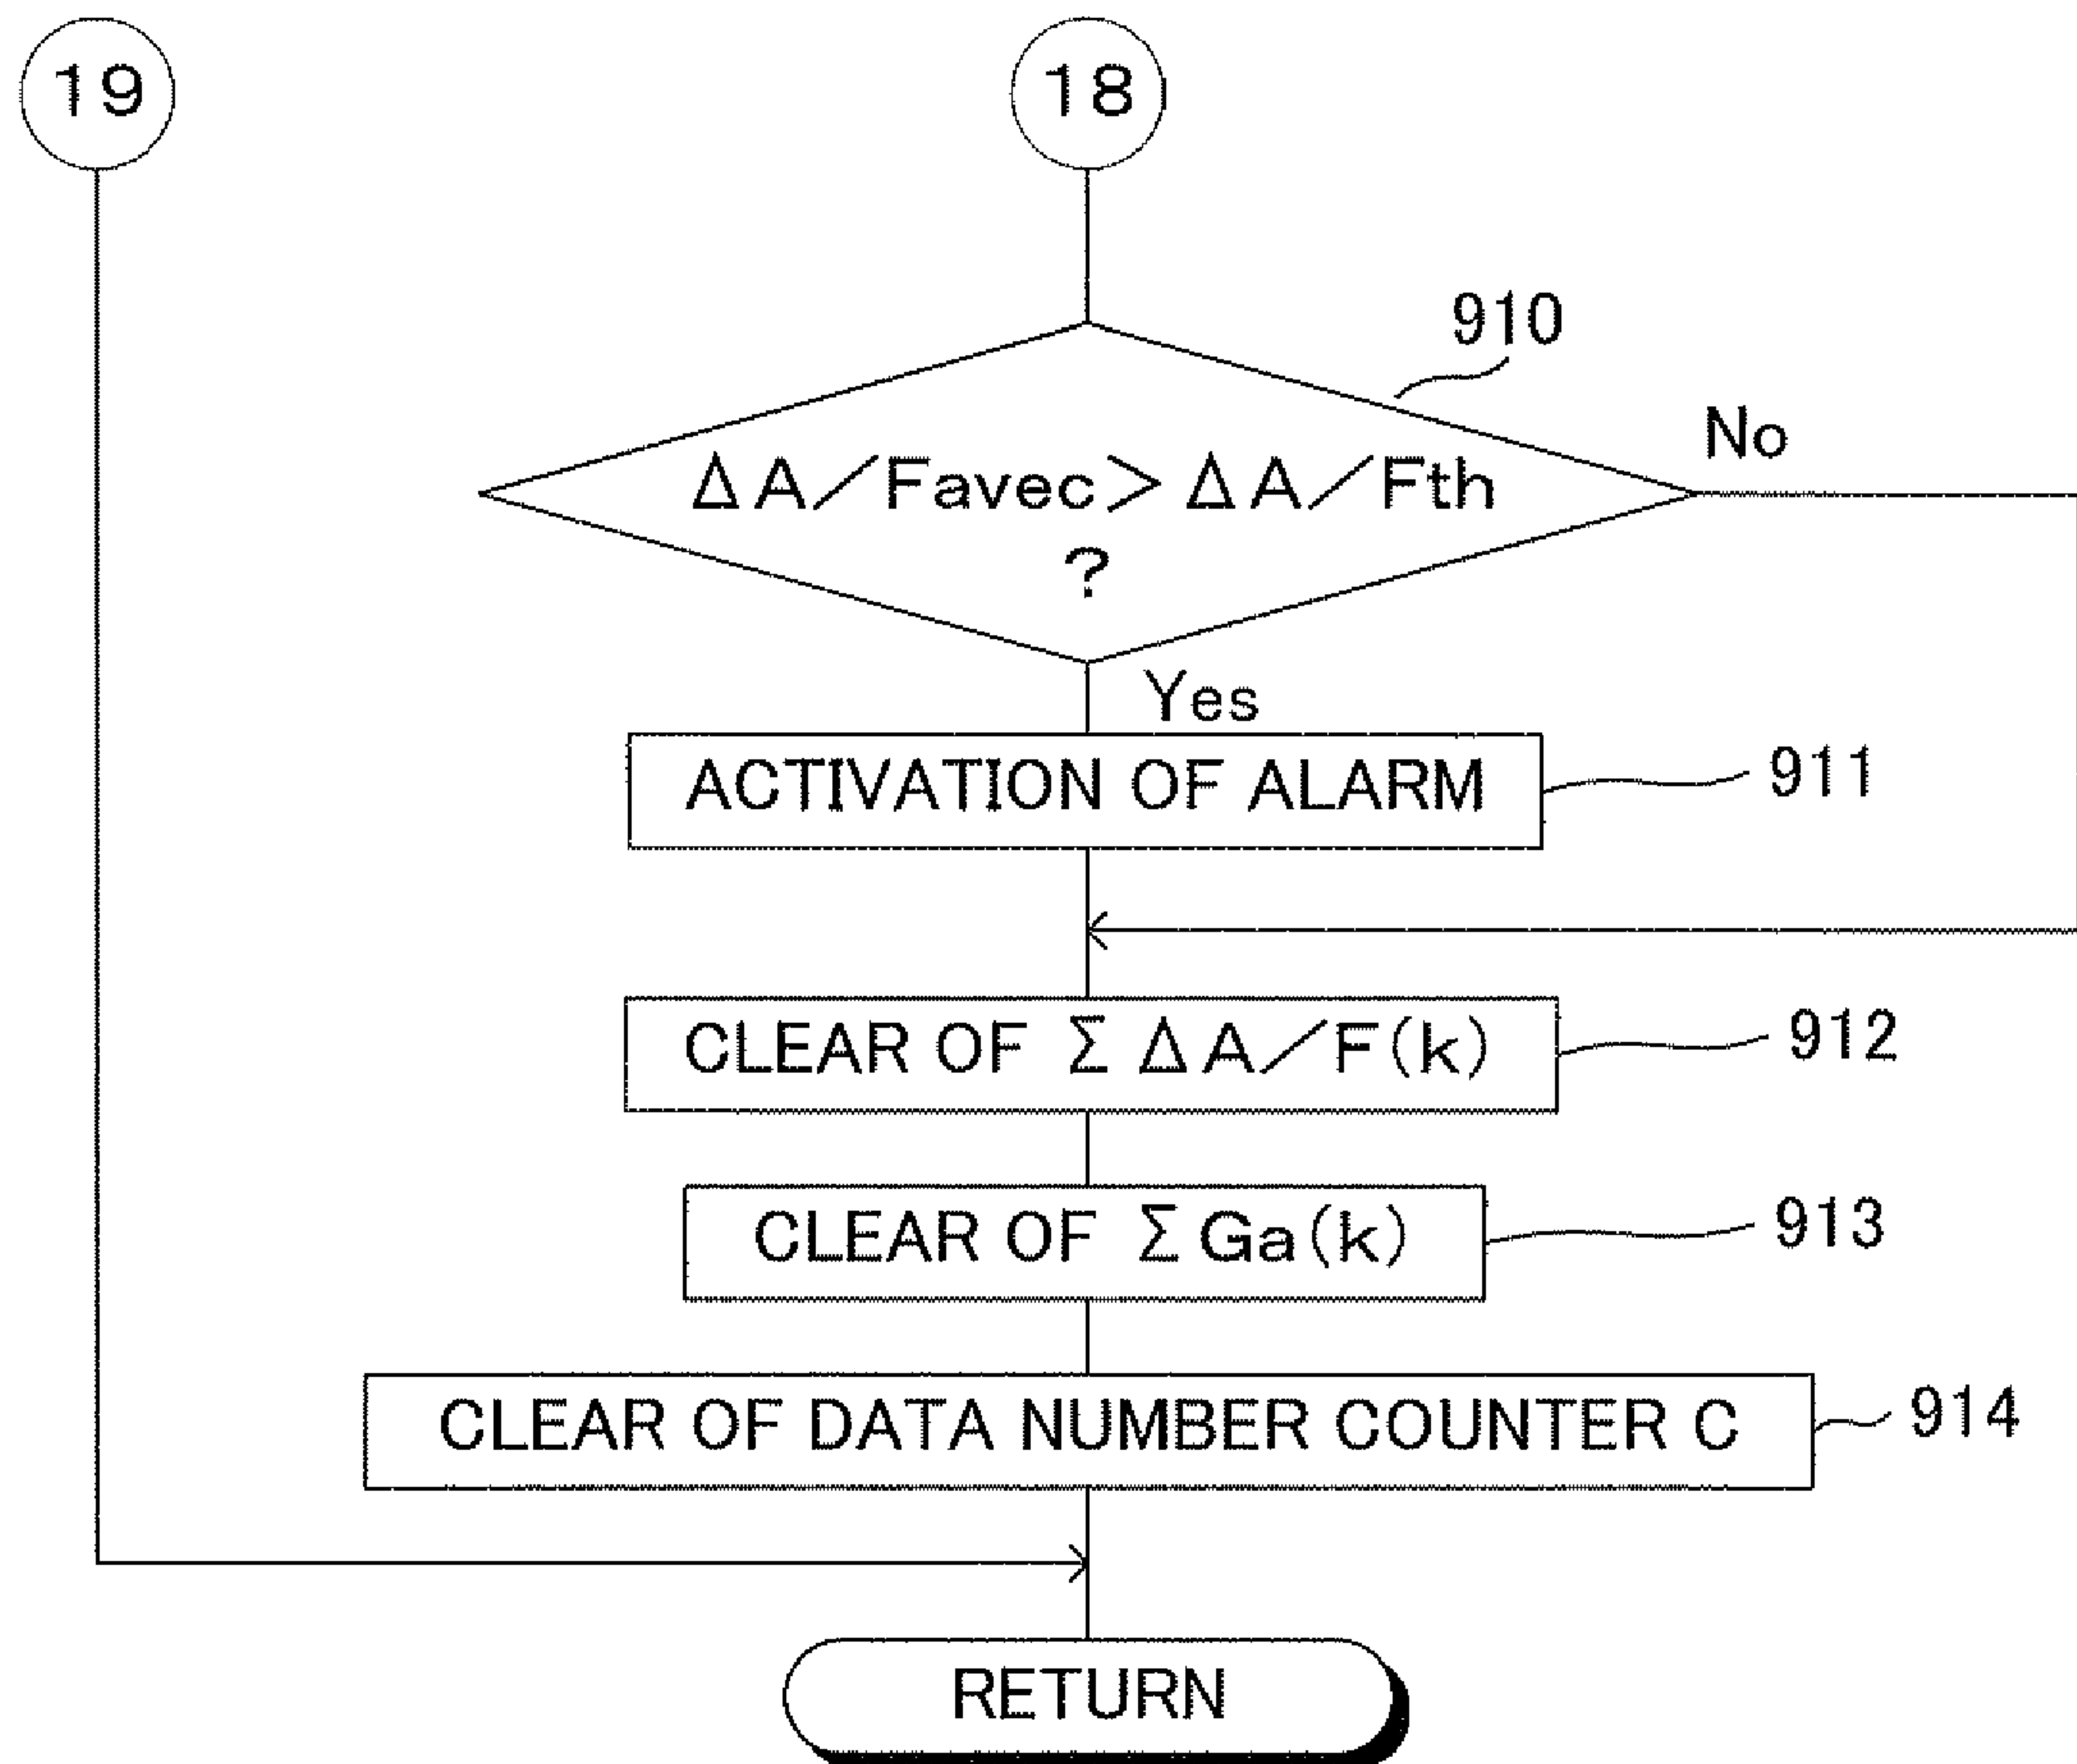 19
18
910
No
ΔA／Favec＞ΔA／Fth
?
Yes
ACTIVATION OF ALARM
911
CLEAR OF ΣΔA／F(k)
912
CLEAR OF ΣGa(k)
913
CLEAR OF DATA NUMBER COUNTER C
914
RETURN